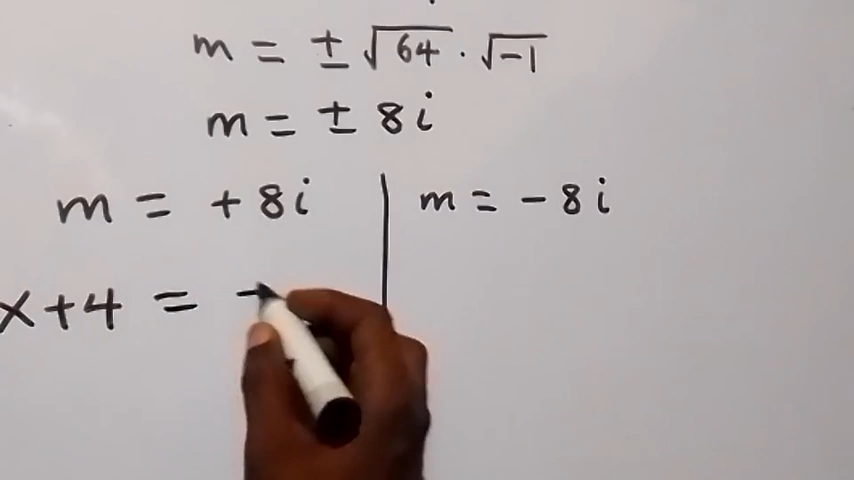 m = ± √64 · √-1
m = ± 8i
m = +8i | m = -8i
x+4 =